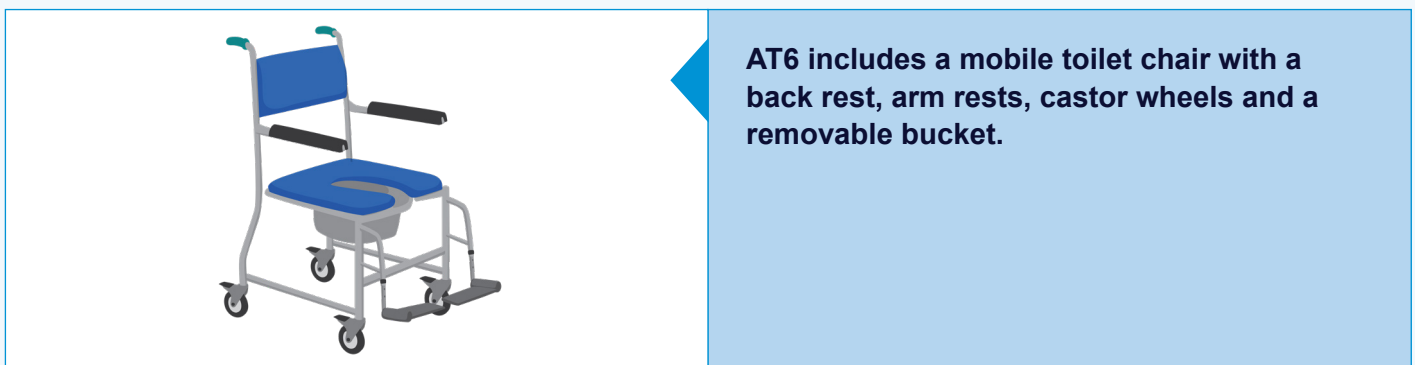 AT6 includes a mobile toilet chair with a
back rest, arm rests, castor wheels and a
removable bucket.